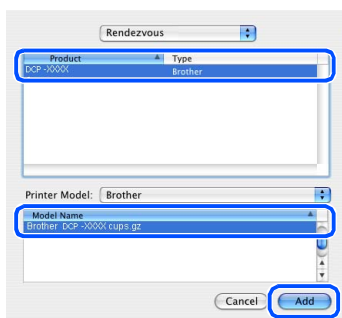 Rendezvous
Product Type
DCP -XXXX Brother
Printer Model: Brother
Model Name
Brother DCP -XXXX cups.gz
Cancel Add